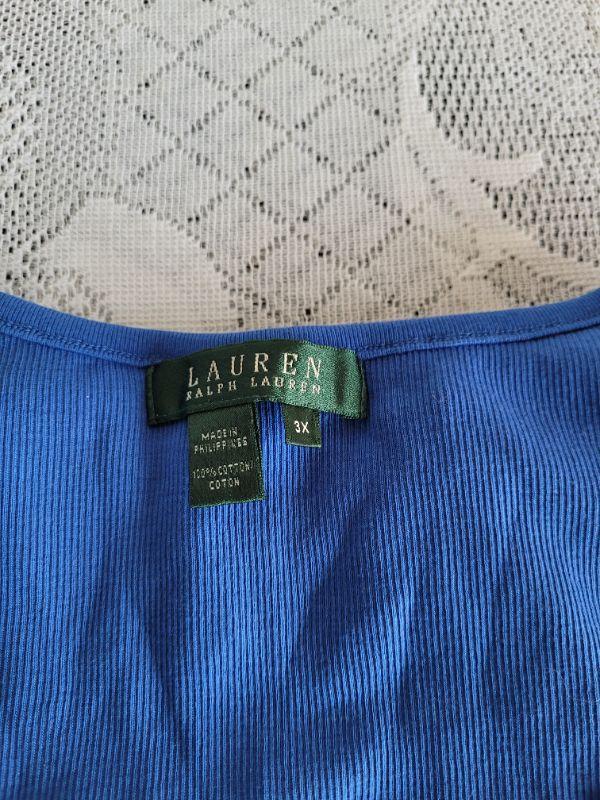 LAUREN
RALPH LAUREN
3X
MADE IN
PHILIPPINES
100% COTTON/
COTON